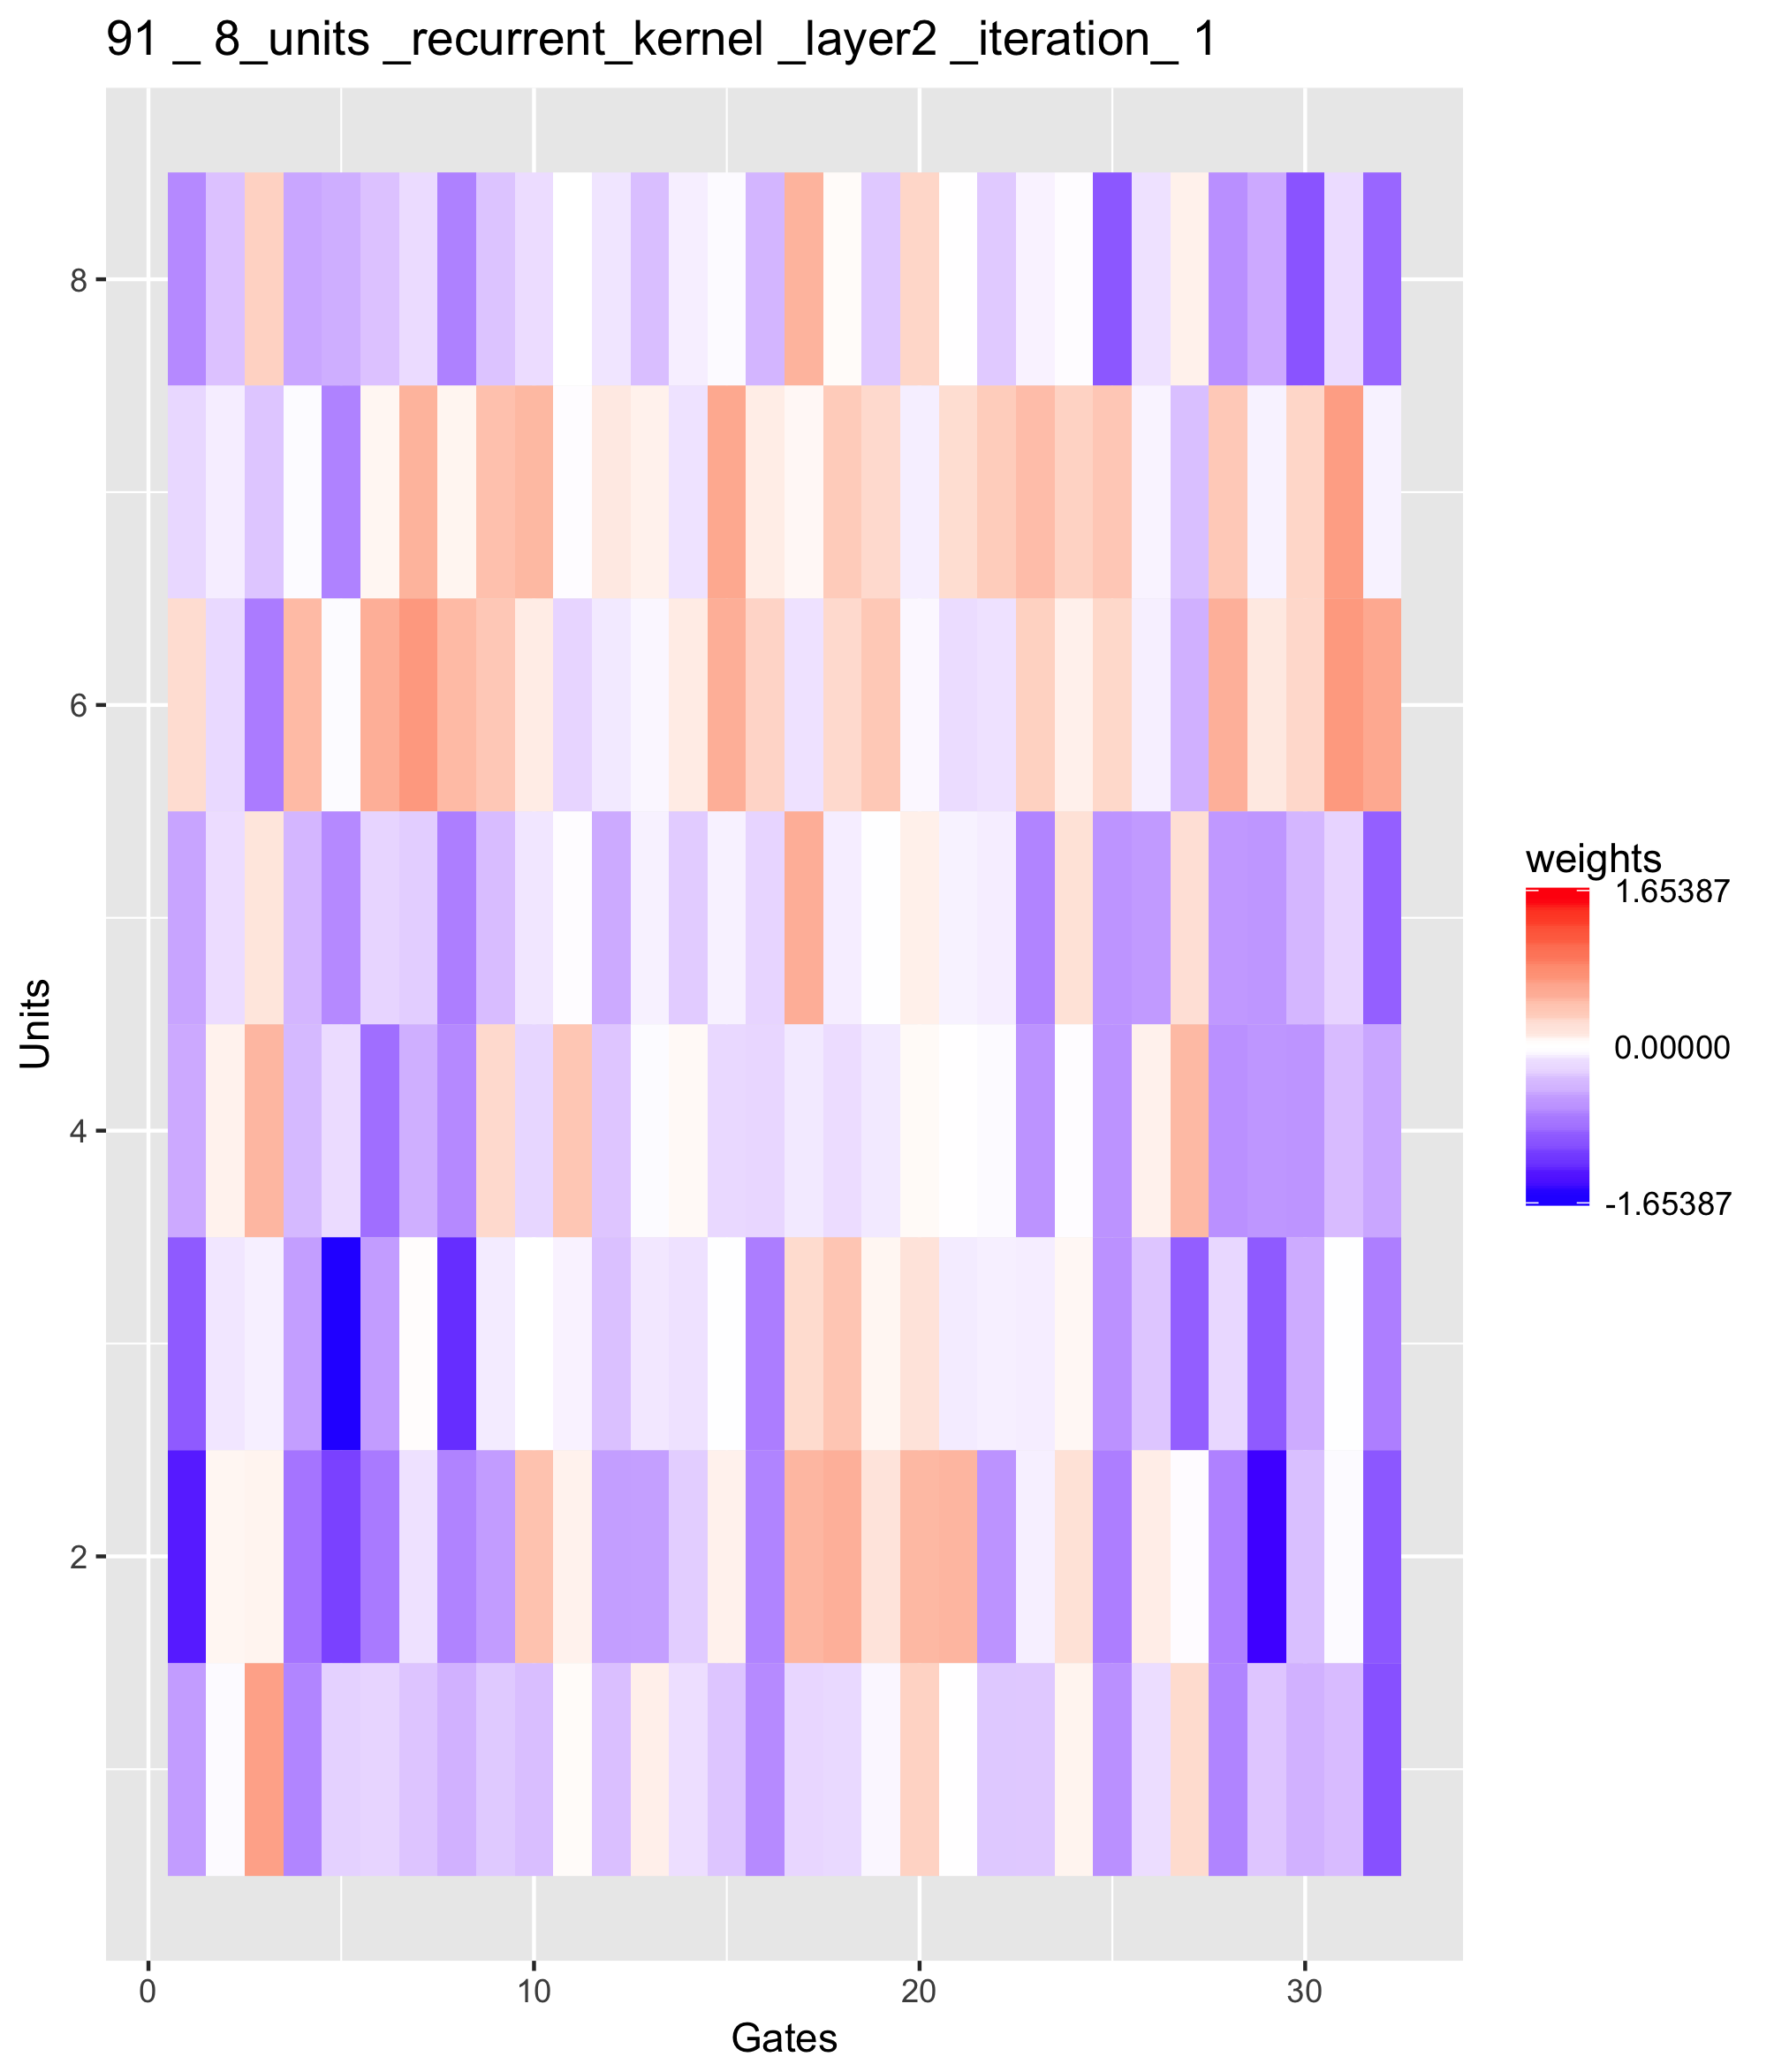 91 _ 8_units _recurrent_kernel _layer2 _iteration_ 1
8
6
4
2
Units
0 10 20 30
Gates
weights
1.65387
0.00000
-1.65387